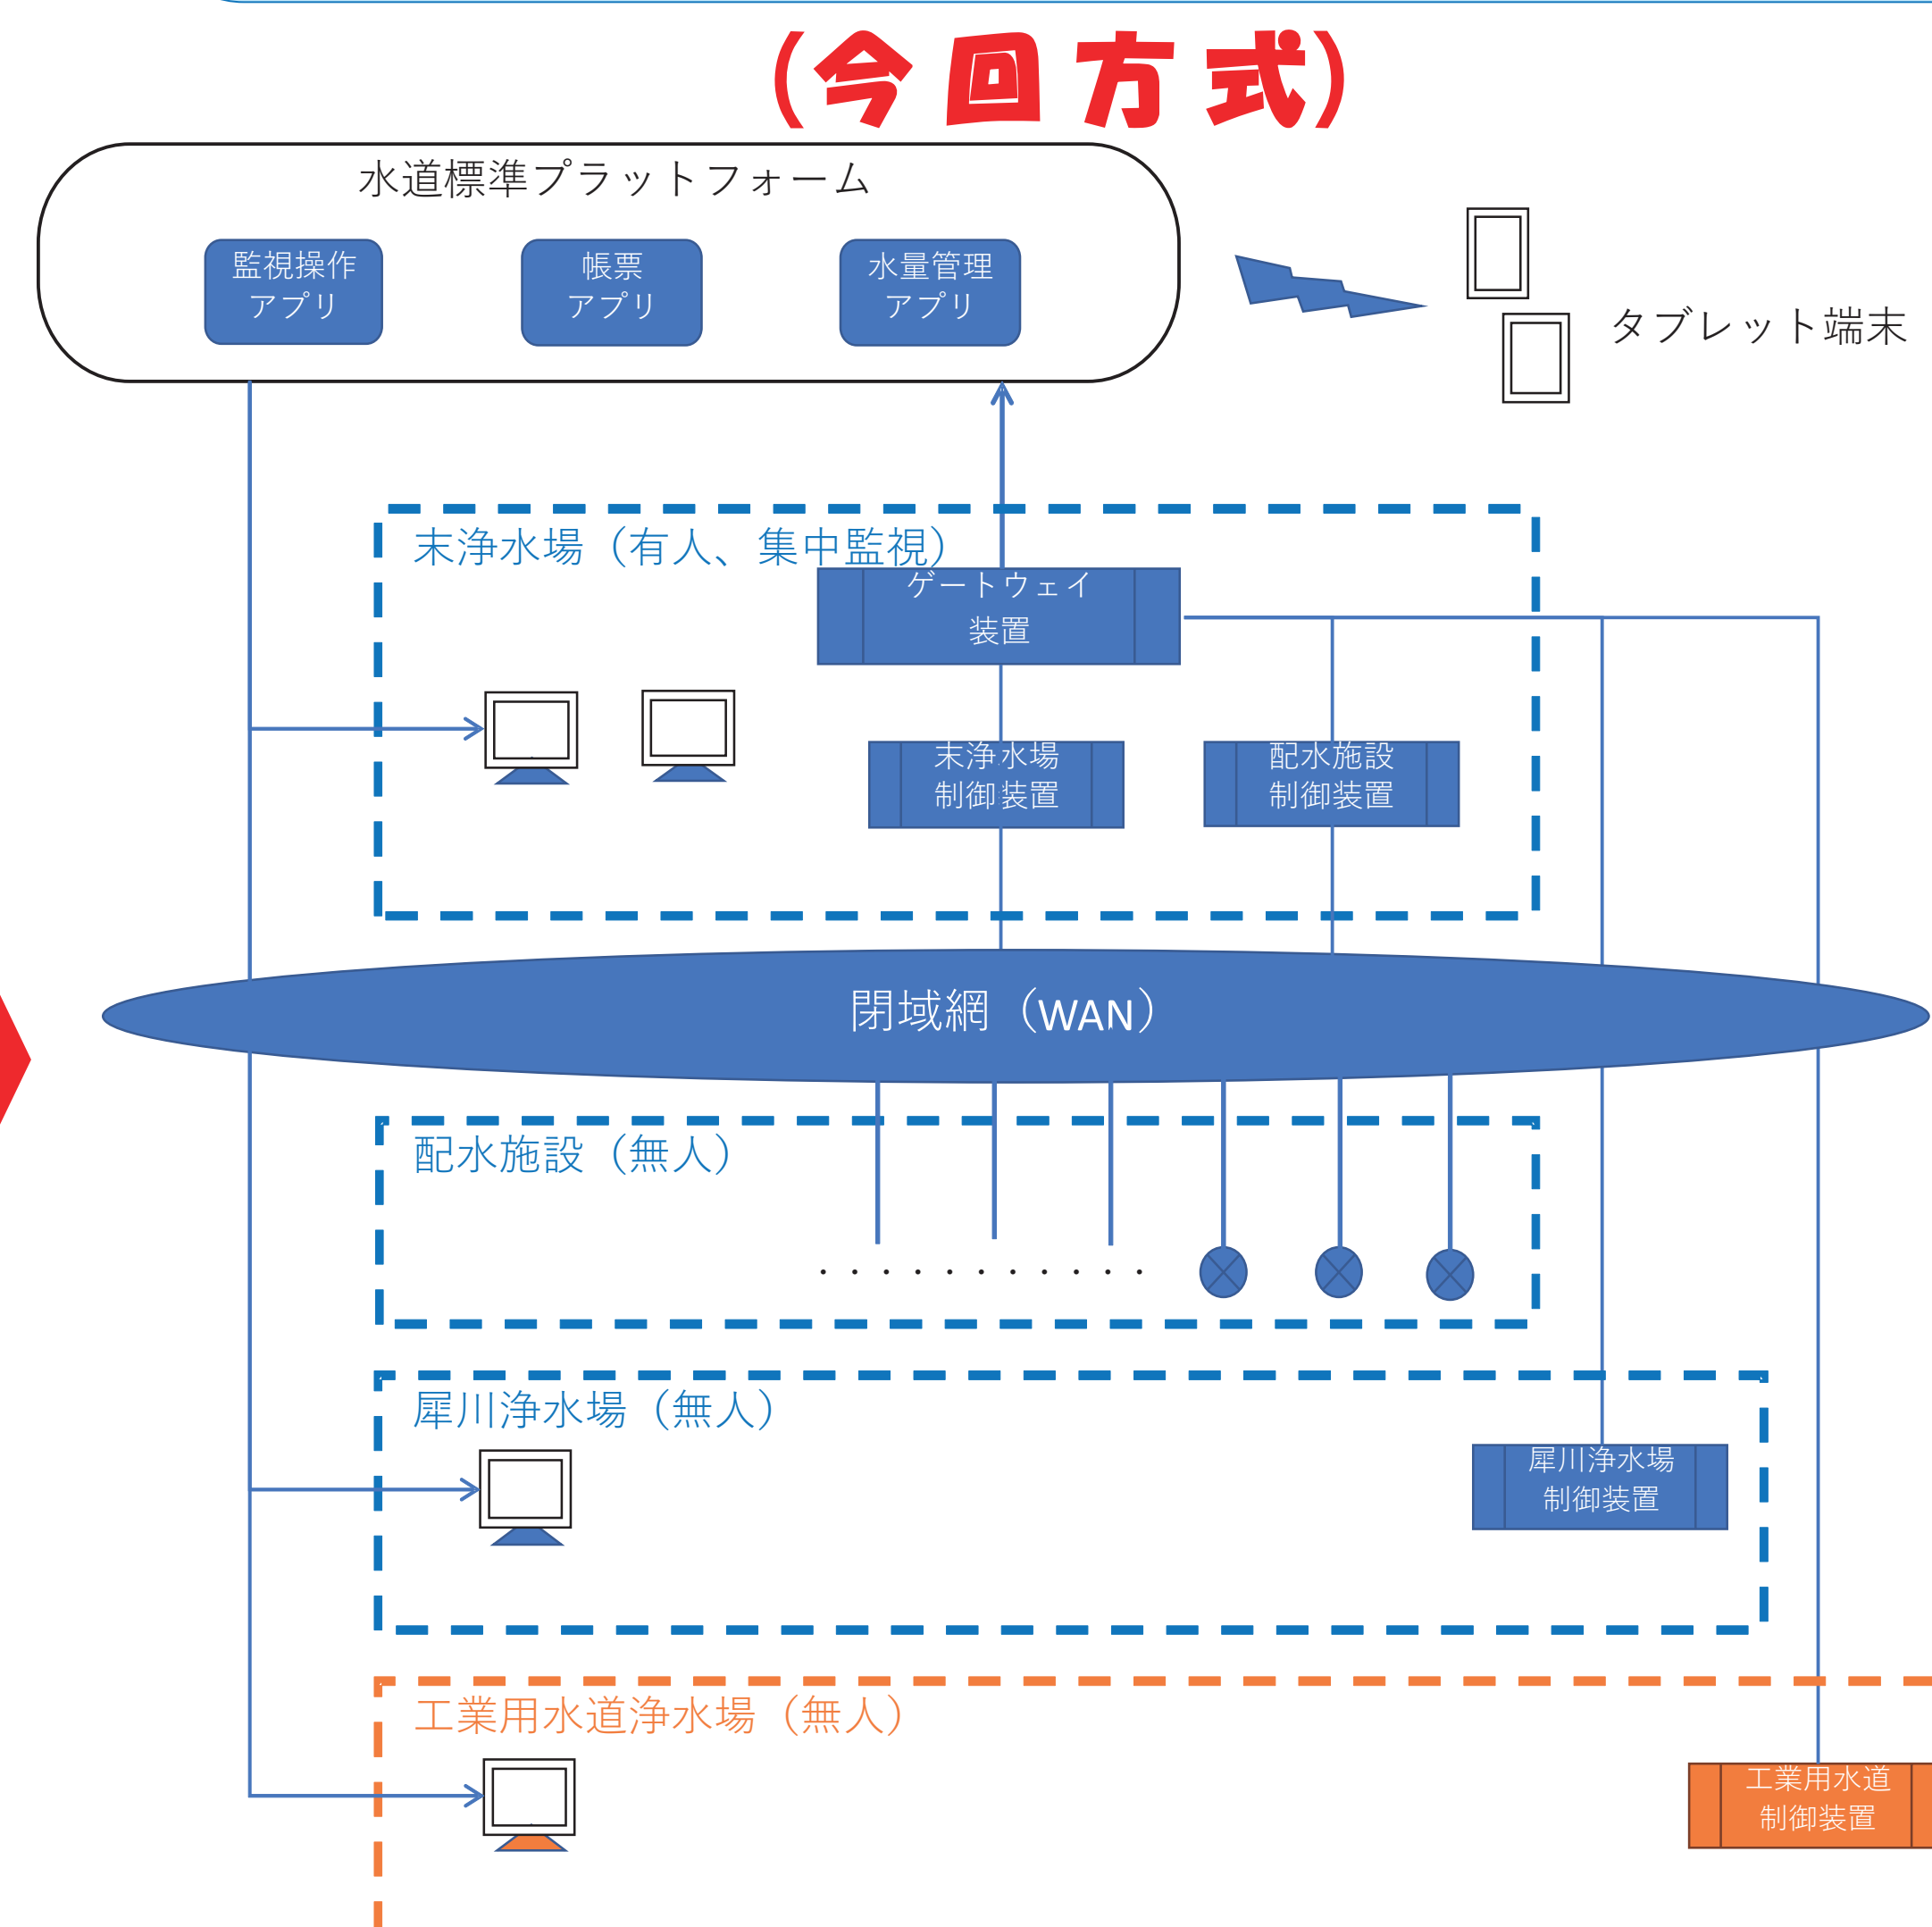 (今回方式)
水道標準プラットフォーム
監視操作
アプリ
帳票
アプリ
水量管理
アプリ
タブレット端末
末浄水場（有人、集中監視）
ゲートウェイ
装置
末浄水場
制御装置
配水施設
制御装置
閉域網（WAN）
配水施設（無人）
・・・・・・・・・・・
犀川浄水場（無人）
犀川浄水場
制御装置
工業用水道浄水場（無人）
工業用水道
制御装置